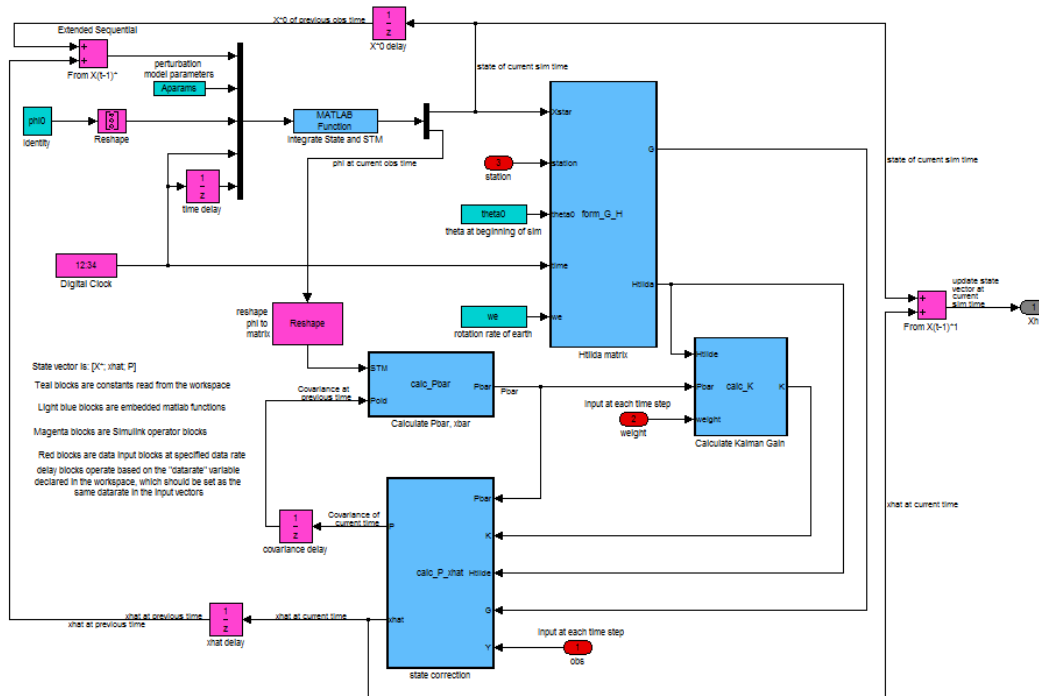 X^0 of previous obs time
1
z
X^0 delay
Extended Sequential
+
+
From X(t-1)^
perturbation
model parameters
Aparams
phi0
Identity
Reshape
1
z
time delay
MATLAB
Function
Integrate State and STM
phi at current obs time
state of current sim time
Xstar
station
theta0
time
we
form_G_H
G
Htilda
Htilda matrix
3
station
theta0
theta at beginning of sim
we
rotation rate of earth
12:34
Digital Clock
state of current sim time
+
+
From X(t-1)^1
update state
vector at
current
sim time
1
Xh
reshape
phi to
matrix
Reshape
State vector is: [X*; xhat; P]
Teal blocks are constants read from the workspace
Light blue blocks are embedded matlab functions
Magenta blocks are Simulink operator blocks
Red blocks are data input blocks at specified data rate
delay blocks operate based on the "datarate" variable
declared in the workspace, which should be set as the
same datarate in the input vectors
Covariance at
previous time
STM
Pold
calc_Pbar
Pbar
Calculate Pbar, xbar
Pbar
Input at each time step
2
weight
Htilde
Pbar
weight
calc_K
K
Calculate Kalman Gain
Covariance of
current time
1
z
covariance delay
P
xhat
calc_P_xhat
Pbar
K
Htilde
G
Y
state correction
xhat at current time
xhat at previous time
xhat at previous time
1
z
xhat delay
xhat at current time
Input at each time step
1
obs